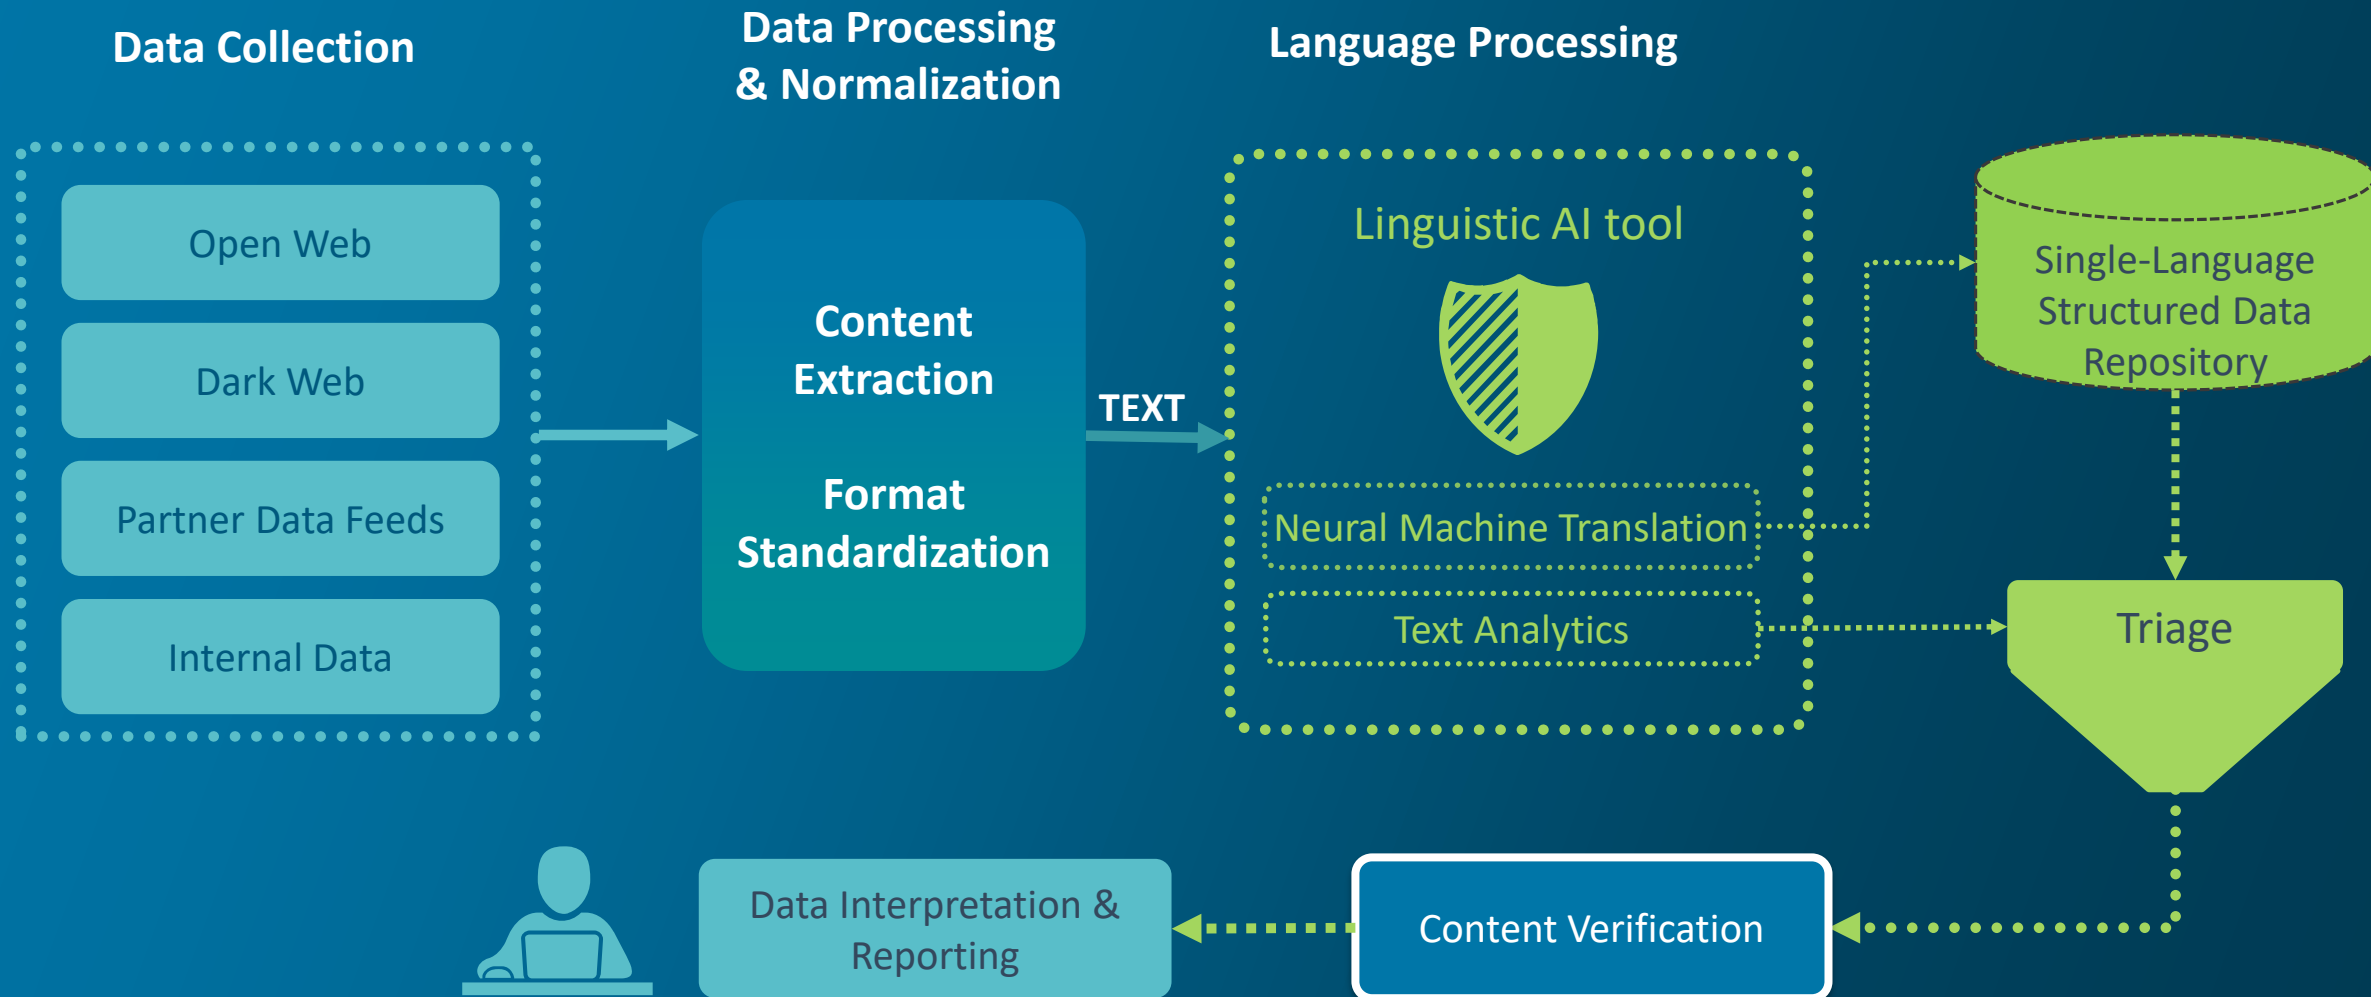 Data Collection
Data Processing
& Normalization
Language Processing
Open Web
Dark Web
Partner Data Feeds
Internal Data
Content
Extraction
Format
Standardization
TEXT
Linguistic AI tool
Neural Machine Translation
Text Analytics
Single-Language
Structured Data
Repository
Triage
Content Verification
Data Interpretation &
Reporting